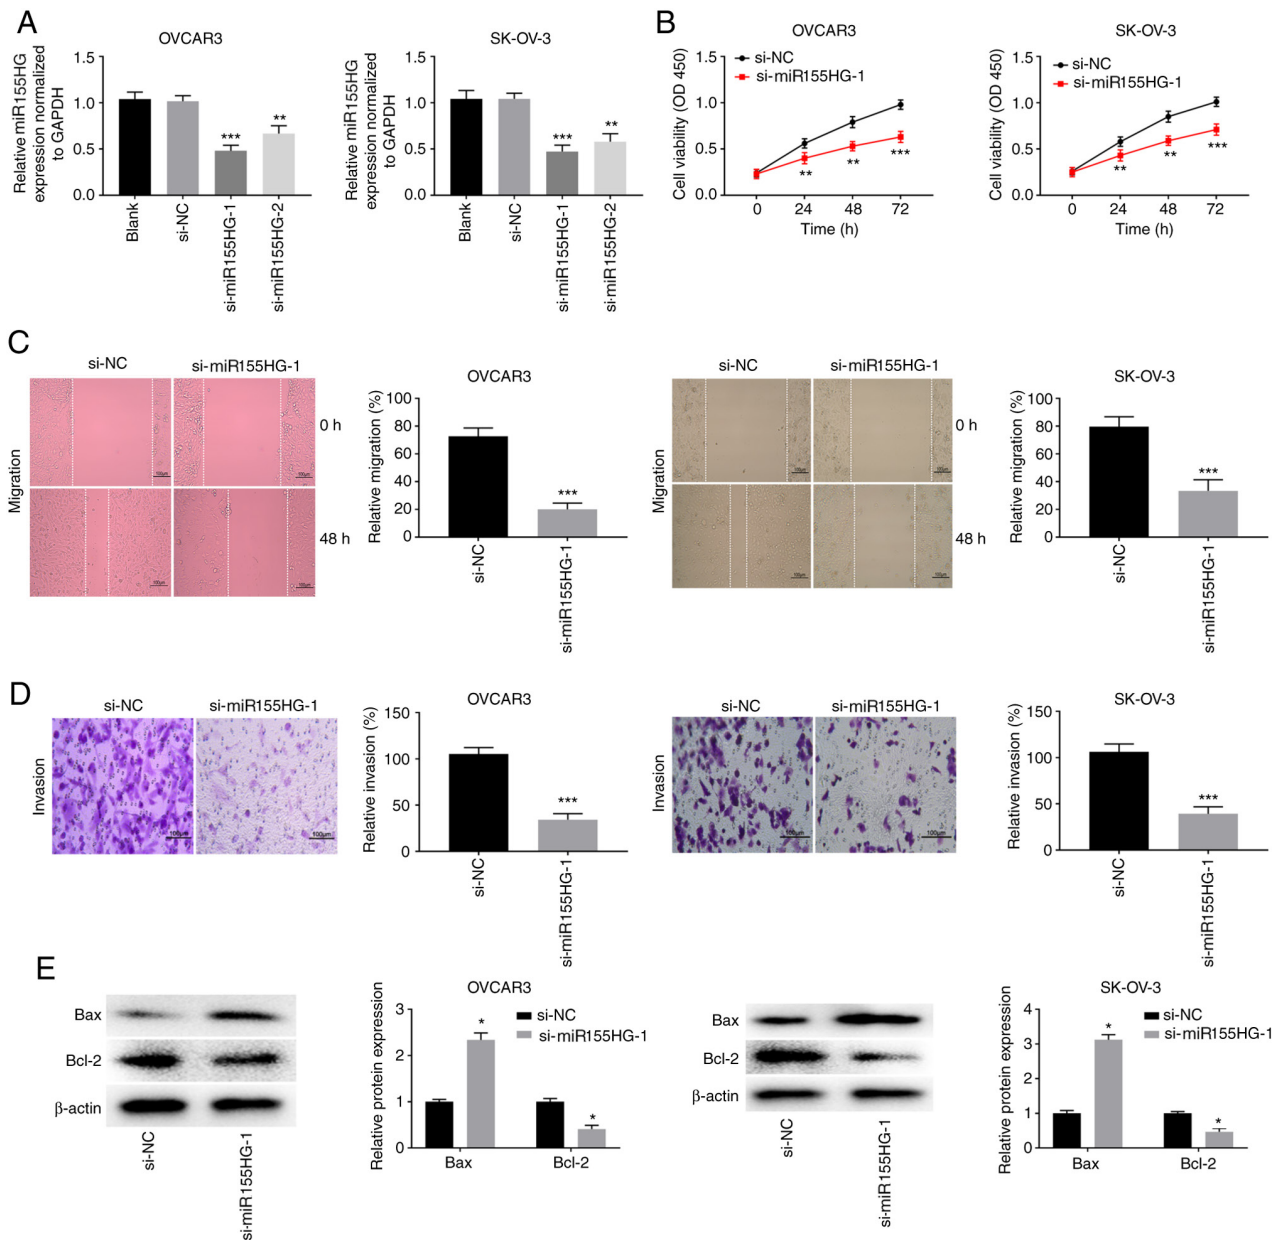 A
OVCAR3
Relative miR155HG
expression normalized
to GAPDH
1.5
1.0
0.5
0.0
***
**
Blank
si-NC
si-miR155HG-1
si-miR155HG-2
SK-OV-3
Relative miR155HG
expression normalized
to GAPDH
1.5
1.0
0.5
0.0
***
**
Blank
si-NC
si-miR155HG-1
si-miR155HG-2
B
OVCAR3
Cell viability (OD 450)
1.5
1.0
0.5
0.0
si-NC
si-miR155HG-1
**
**
***
0 24 48 72
Time (h)
SK-OV-3
Cell viability (OD 450)
1.5
1.0
0.5
0.0
si-NC
si-miR155HG-1
**
**
***
0 24 48 72
Time (h)
C
si-NC si-miR155HG-1
Migration
0 h
48 h
100μm
100μm
100μm
100μm
OVCAR3
Relative migration (%)
100
80
60
40
20
0
***
si-NC
si-miR155HG-1
si-NC si-miR155HG-1
Migration
0 h
48 h
100μm
100μm
100μm
100μm
SK-OV-3
Relative migration (%)
100
80
60
40
20
0
***
si-NC
si-miR155HG-1
D
si-NC si-miR155HG-1
Invasion
100μm
100μm
OVCAR3
Relative invasion (%)
150
100
50
0
***
si-NC
si-miR155HG-1
si-NC si-miR155HG-1
Invasion
100μm
100μm
SK-OV-3
Relative invasion (%)
150
100
50
0
***
si-NC
si-miR155HG-1
E
Bax
Bcl-2
β-actin
si-NC
si-miR155HG-1
OVCAR3
Relative protein expression
3
2
1
0
si-NC
si-miR155HG-1
*
*
Bax Bcl-2
Bax
Bcl-2
β-actin
si-NC
si-miR155HG-1
SK-OV-3
Relative protein expression
4
3
2
1
0
si-NC
si-miR155HG-1
*
*
Bax Bcl-2